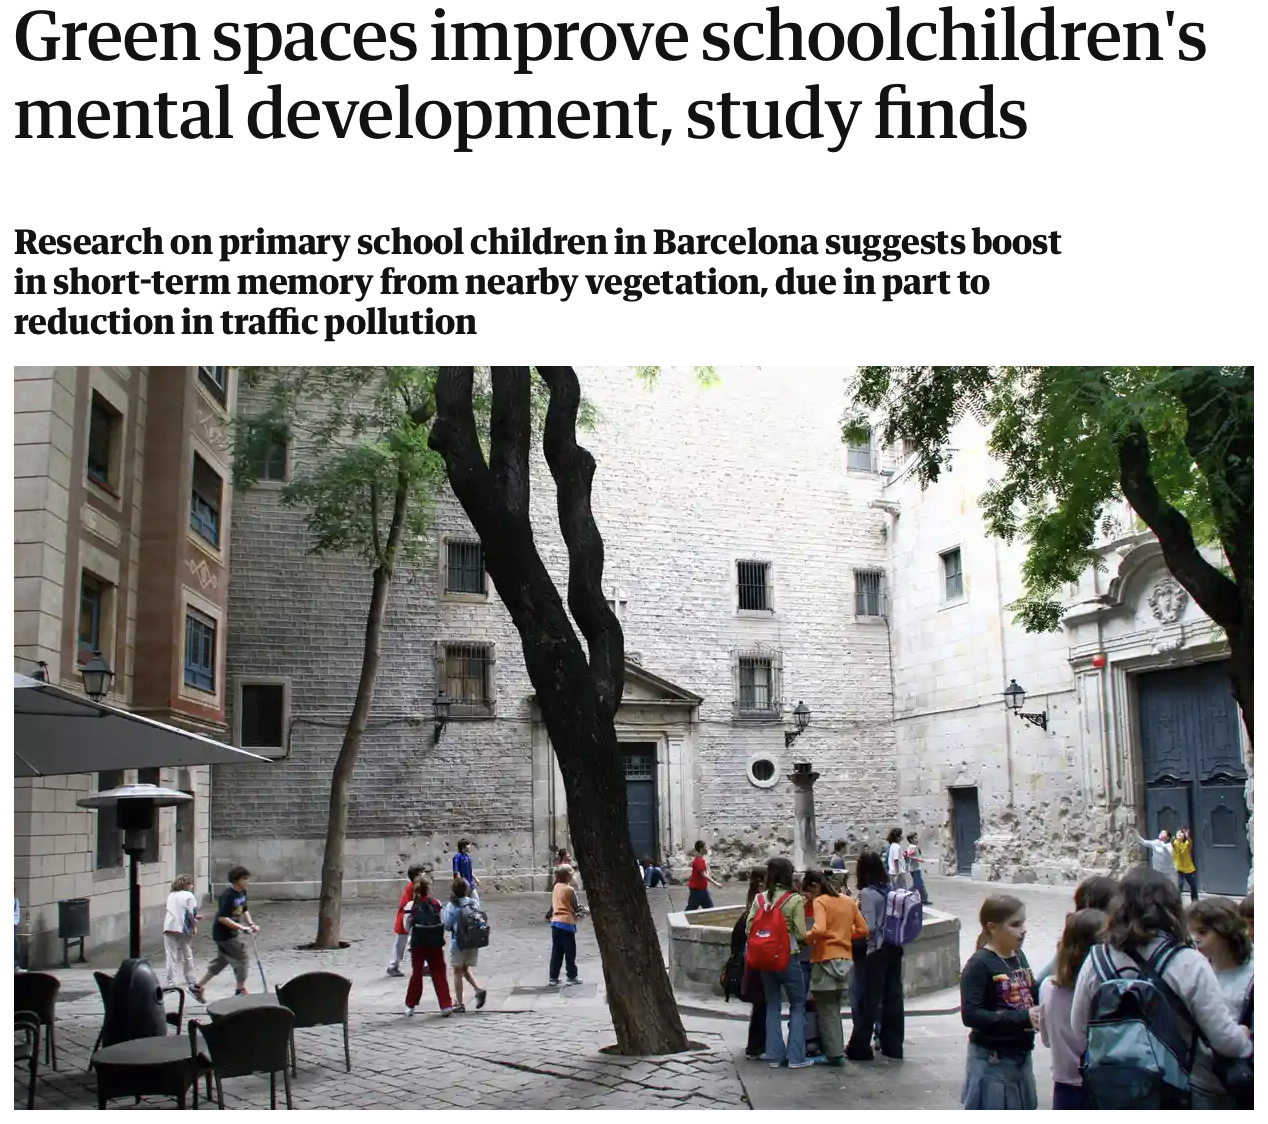 Green spaces improve schoolchildren's
mental development, study finds
Research on primary school children in Barcelona suggests boost
in short-term memory from nearby vegetation, due in part to
reduction in traffic pollution